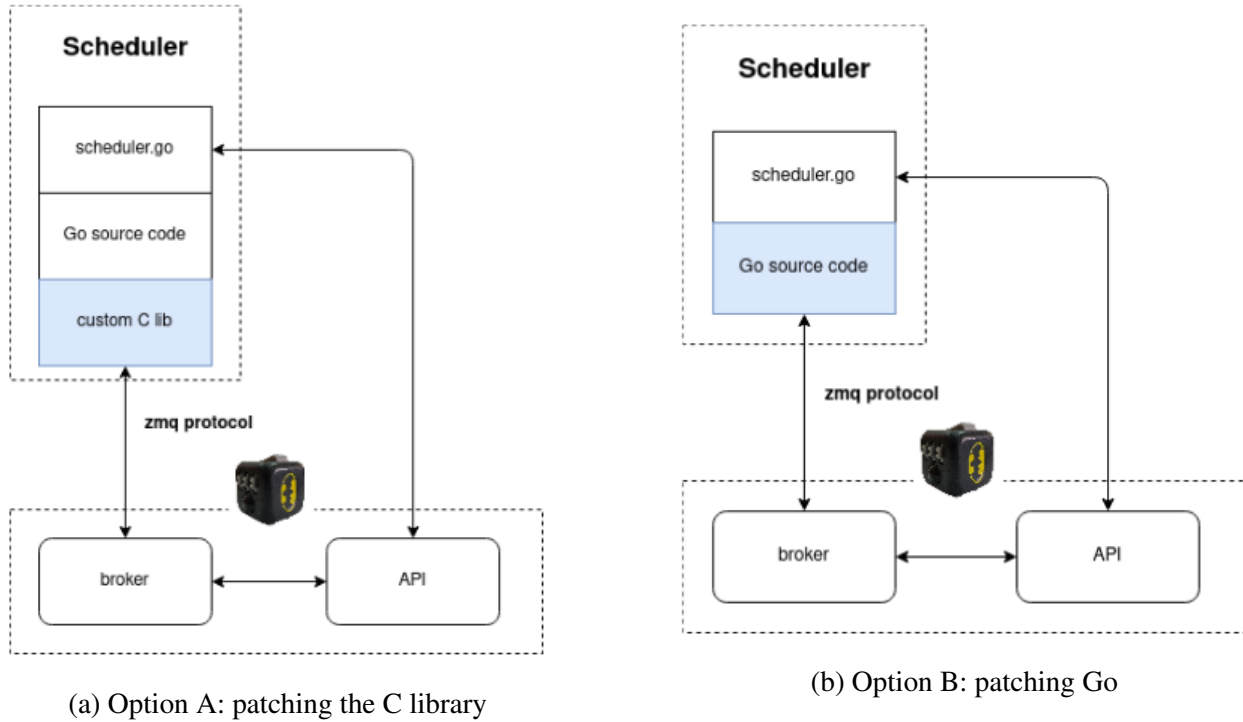 Scheduler
scheduler.go
Go source code
custom C lib
zmq protocol
broker
API
(a) Option A: patching the C library
Scheduler
scheduler.go
Go source code
zmq protocol
broker
API
(b) Option B: patching Go